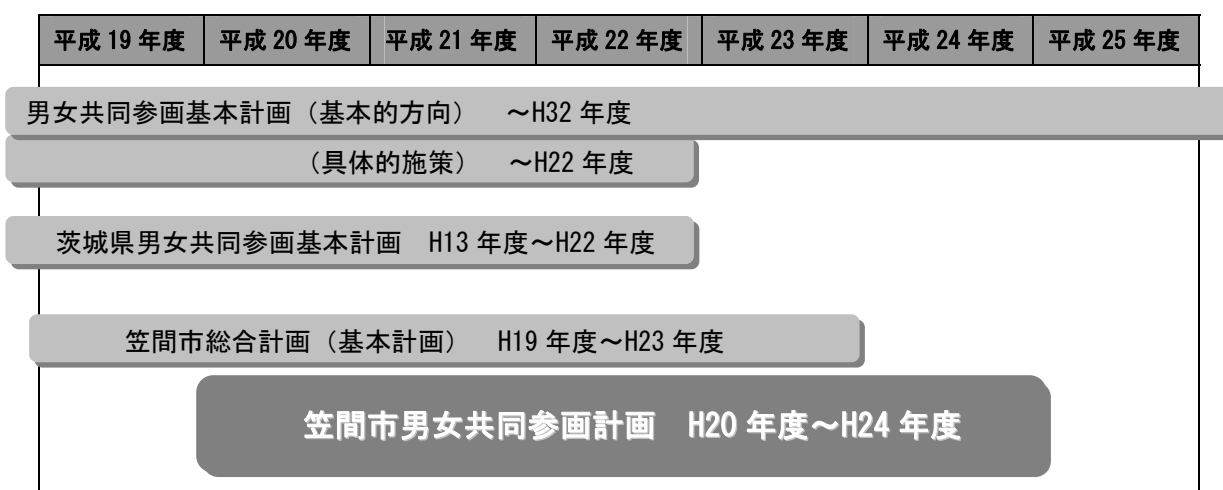 平成 19 年度 平成 20 年度 平成 21 年度 平成 22 年度 平成 23 年度 平成 24 年度 平成 25 年度
男女共同参画基本計画（基本的方向） ～H32 年度
（具体的施策） ～H22 年度
茨城県男女共同参画基本計画 H13 年度～H22 年度
笠間市総合計画（基本計画） H19 年度～H23 年度
笠間市男女共同参画計画 H20 年度～H24 年度